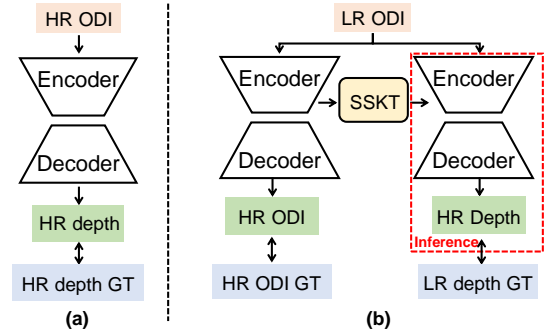 HR ODI
Encoder
Decoder
HR depth
HR depth GT
(a)
LR ODI
Encoder
SSKT
Encoder
Decoder
Decoder
HR ODI
HR Depth
Inference
HR ODI GT
LR depth GT
(b)